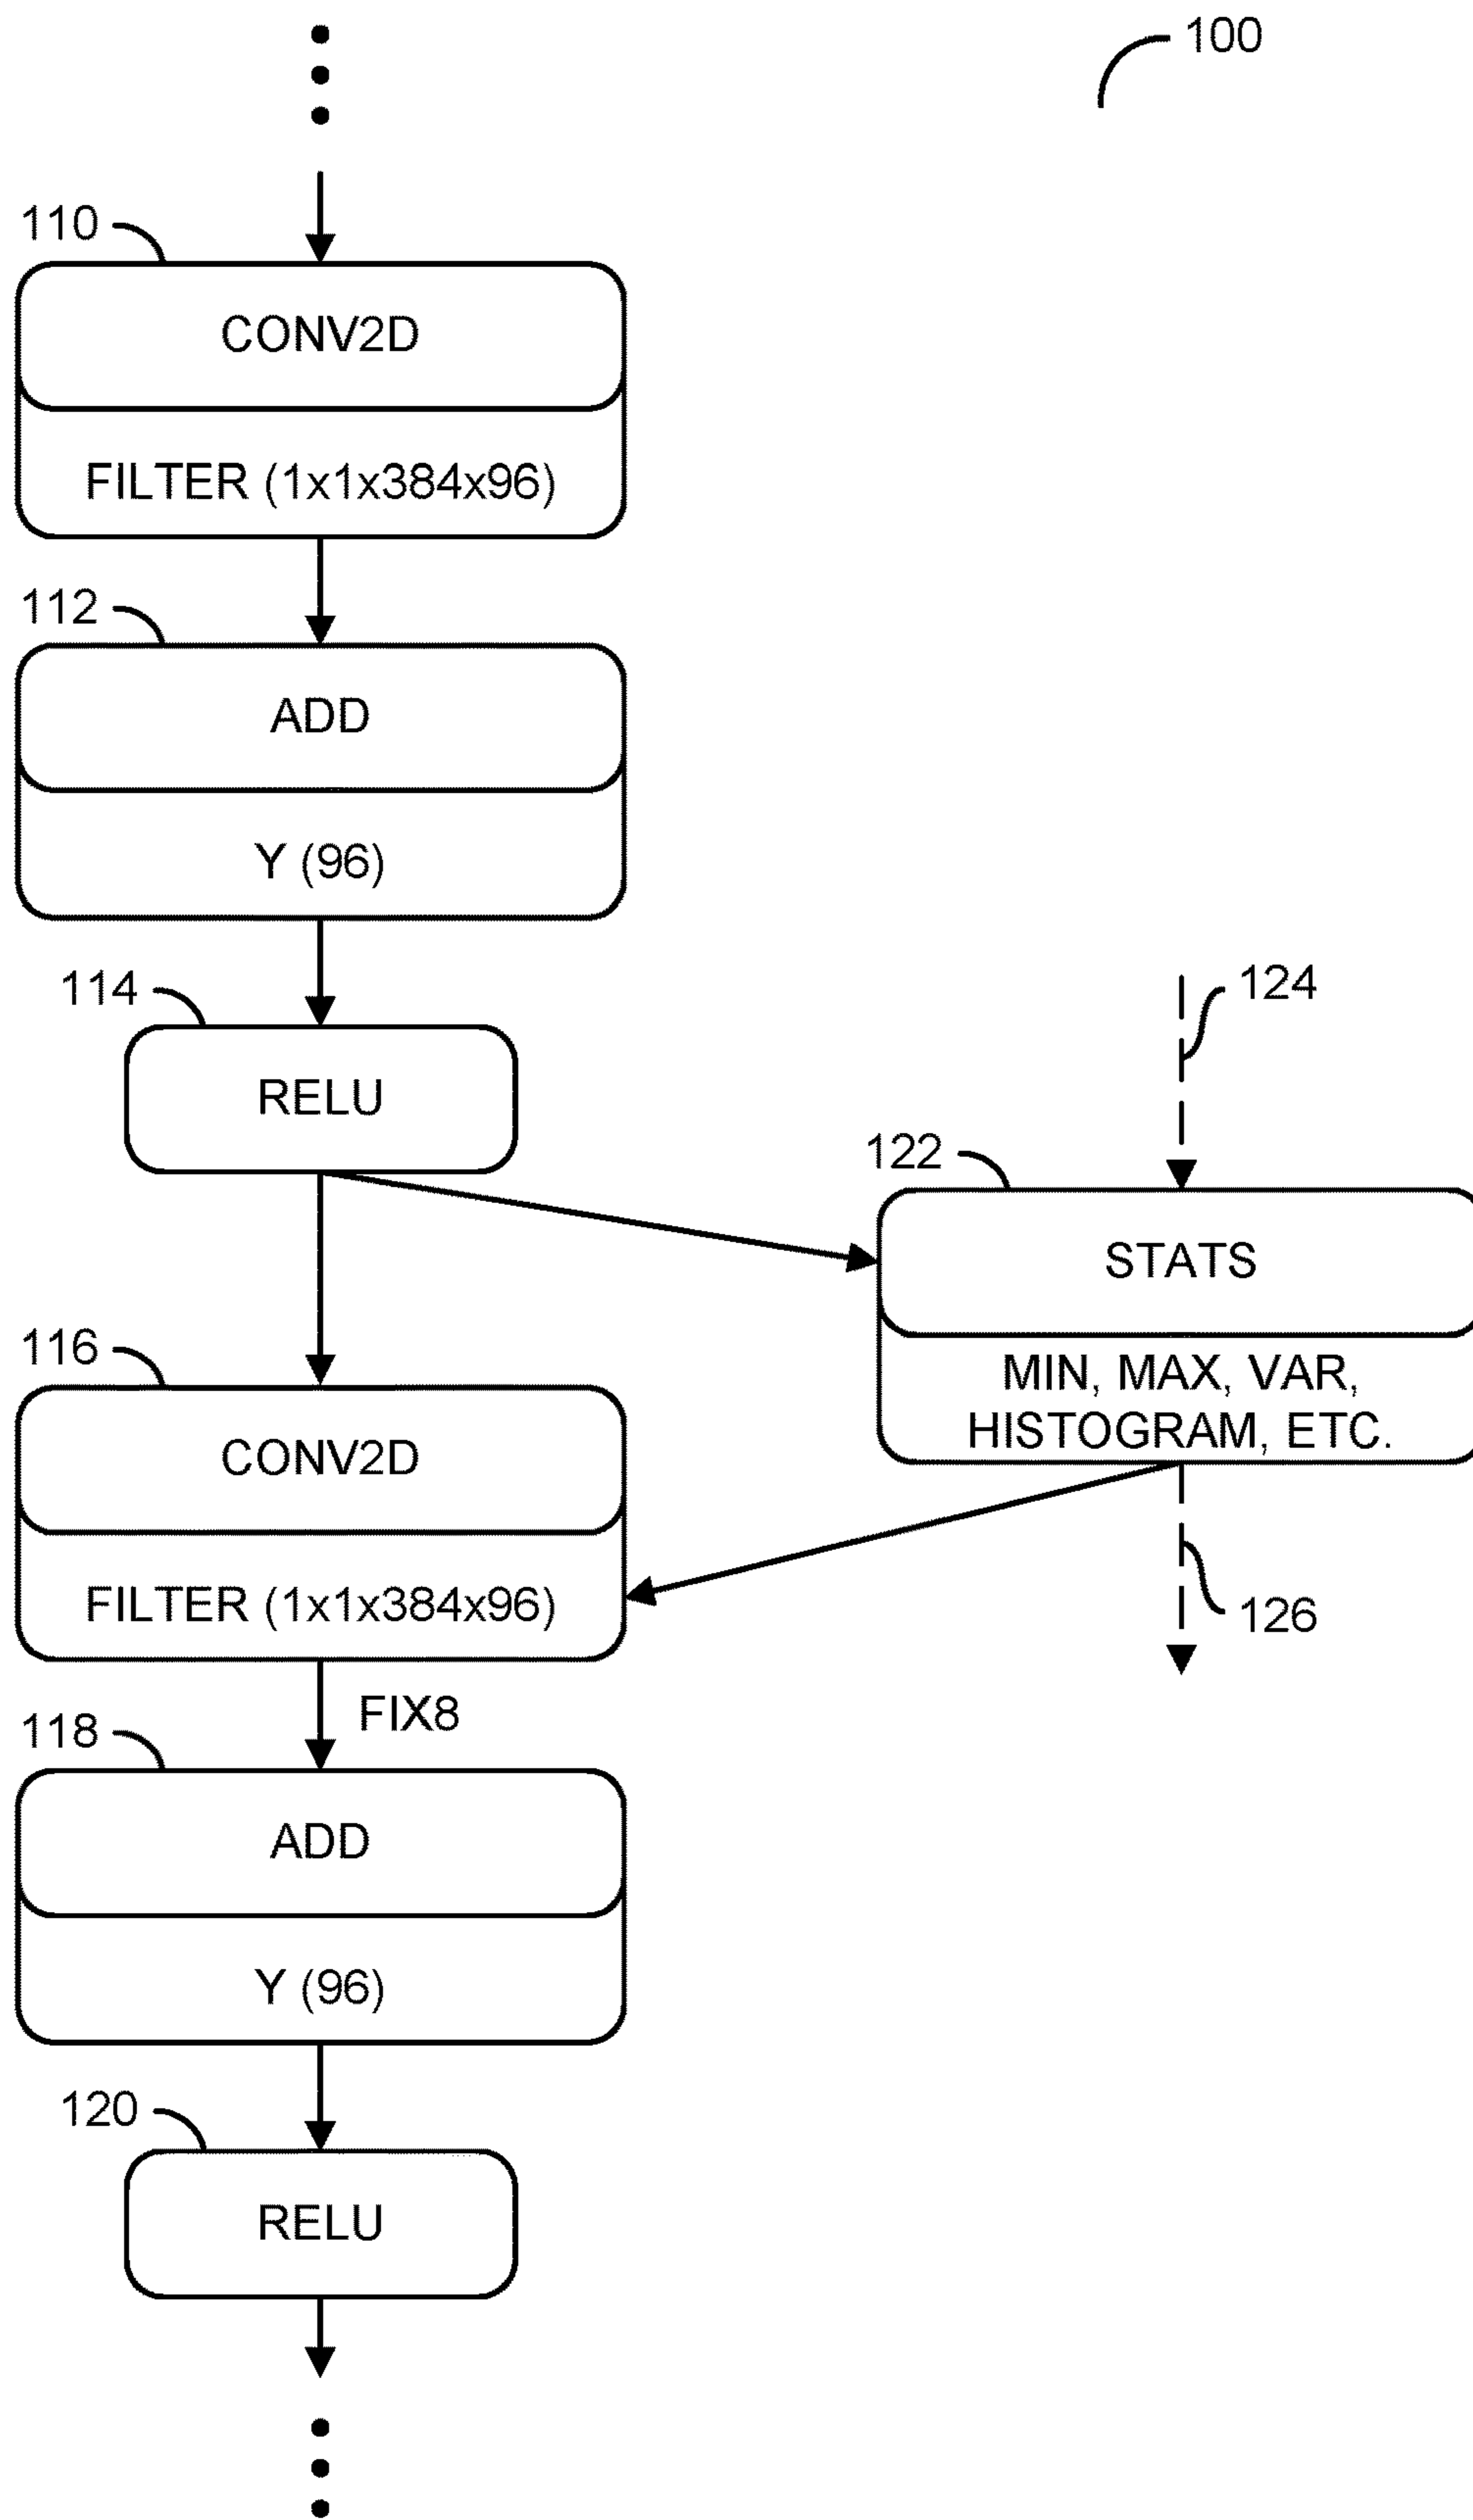 100
110
CONV2D
FILTER (1x1x384x96)
112
ADD
Y (96)
114
RELU
124
122
STATS
MIN, MAX, VAR,
HISTOGRAM, ETC.
116
CONV2D
FILTER (1x1x384x96)
126
FIX8
118
ADD
Y (96)
120
RELU